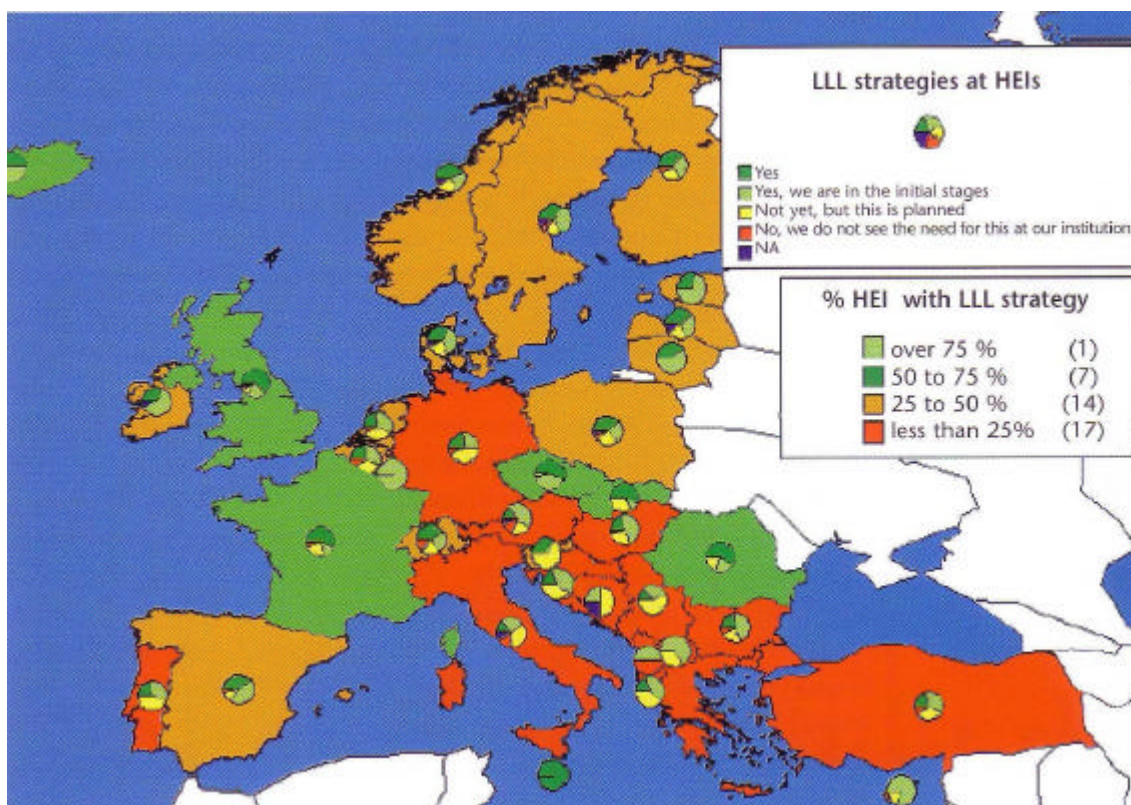 LLL strategies at HEIs
Yes
Yes, we are in the initial stages
Not yet, but this is planned
No, we do not see the need for this at our institution
NA
% HEI with LLL strategy
over 75 % (1)
50 to 75 % (7)
25 to 50 % (14)
less than 25% (17)